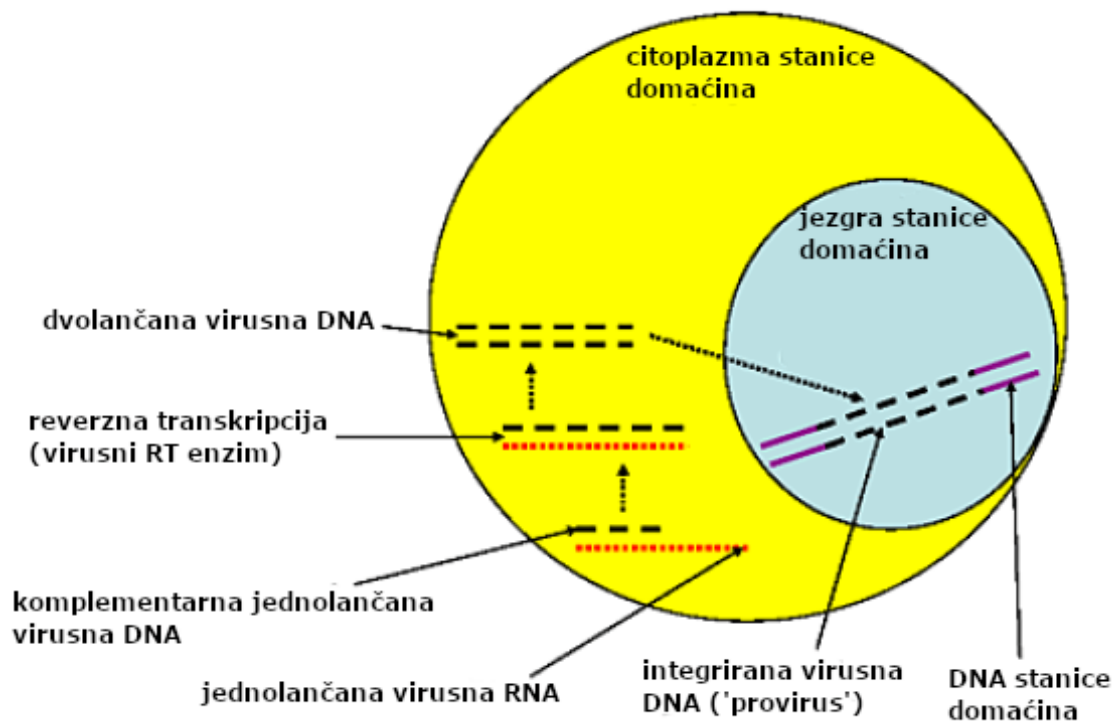 citoplazma stanice
domaćina
jezgra stanice
domaćina
dvolančana virusna DNA
reverzna transkripcija
(virusni RT enzim)
komplementarna jednolančana
virusna DNA
jednolančana virusna RNA
integrirana virusna
DNA ('provirus')
DNA stanice
domaćina